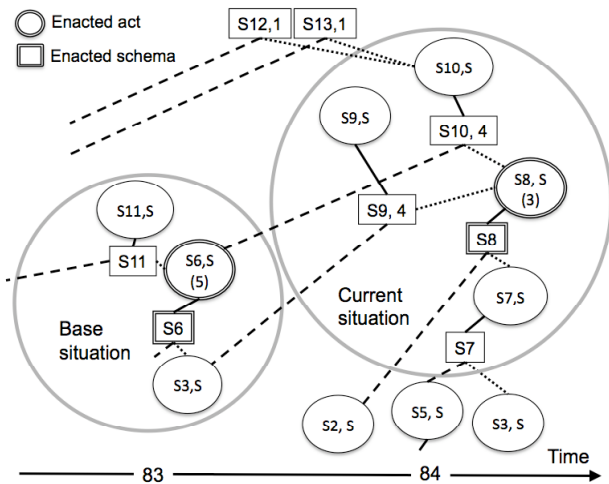 Enacted act
Enacted schema
S12,1
S13,1
S10,S
S9,S
S10, 4
S8, S
(3)
S11,S
S9, 4
S8
S11
S6,S
(5)
Current
situation
S7,S
Base
situation
S6
S7
S3,S
S2, S
S5, S
S3, S
Time
83
84